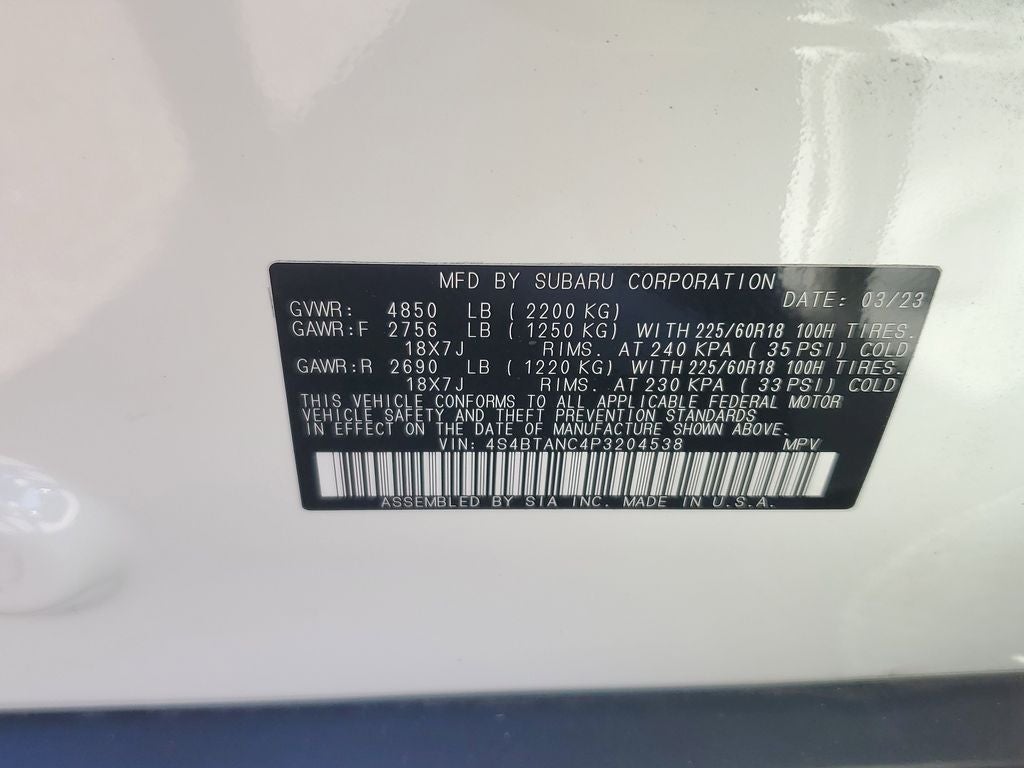 MFD BY SUBARU CORPORATION
DATE: 03/23
GVWR: 4850 LB ( 2200 KG)
GAWR:F 2756 LB ( 1250 KG) WITH 225/60R18 100H TIRES.
18X7J RIMS. AT 240 KPA ( 35 PSI) COLD
GAWR:R 2690 LB ( 1220 KG) WITH 225/60R18 100H TIRES.
18X7J RIMS. AT 230 KPA ( 33 PSI) COLD
THIS VEHICLE CONFORMS TO ALL APPLICABLE FEDERAL MOTOR
VEHICLE SAFETY AND THEFT PREVENTION STANDARDS
IN EFFECT ON THE DATE OF MANUFACTURE SHOWN ABOVE.
VIN: 4S4BTANC4P3204538 MPV
ASSEMBLED BY SIA INC. MADE IN U.S.A.